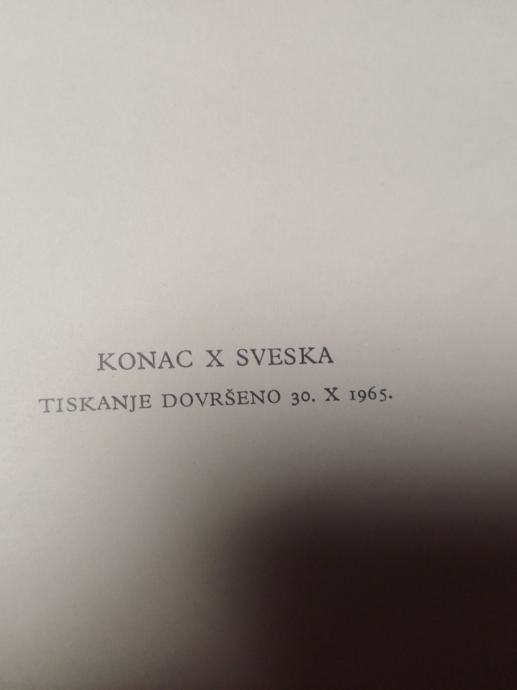 KONAC X SVESKA
TISKANJE DOVRŠENO 30. X 1965.